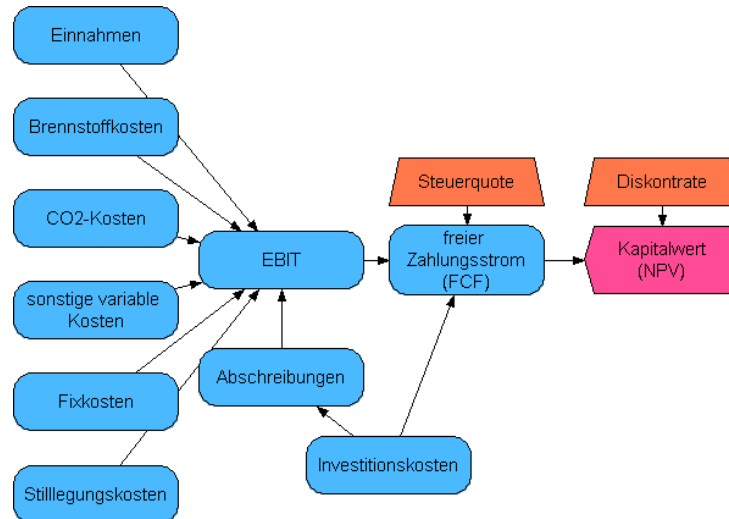 Einnahmen
Brennstoffkosten
CO2-Kosten
sonstige variable
Kosten
Fixkosten
Stilllegungskosten
EBIT
Abschreibungen
Investitionskosten
Steuerquote
freier
Zahlungsstrom
(FCF)
Diskontrate
Kapitalwert
(NPV)